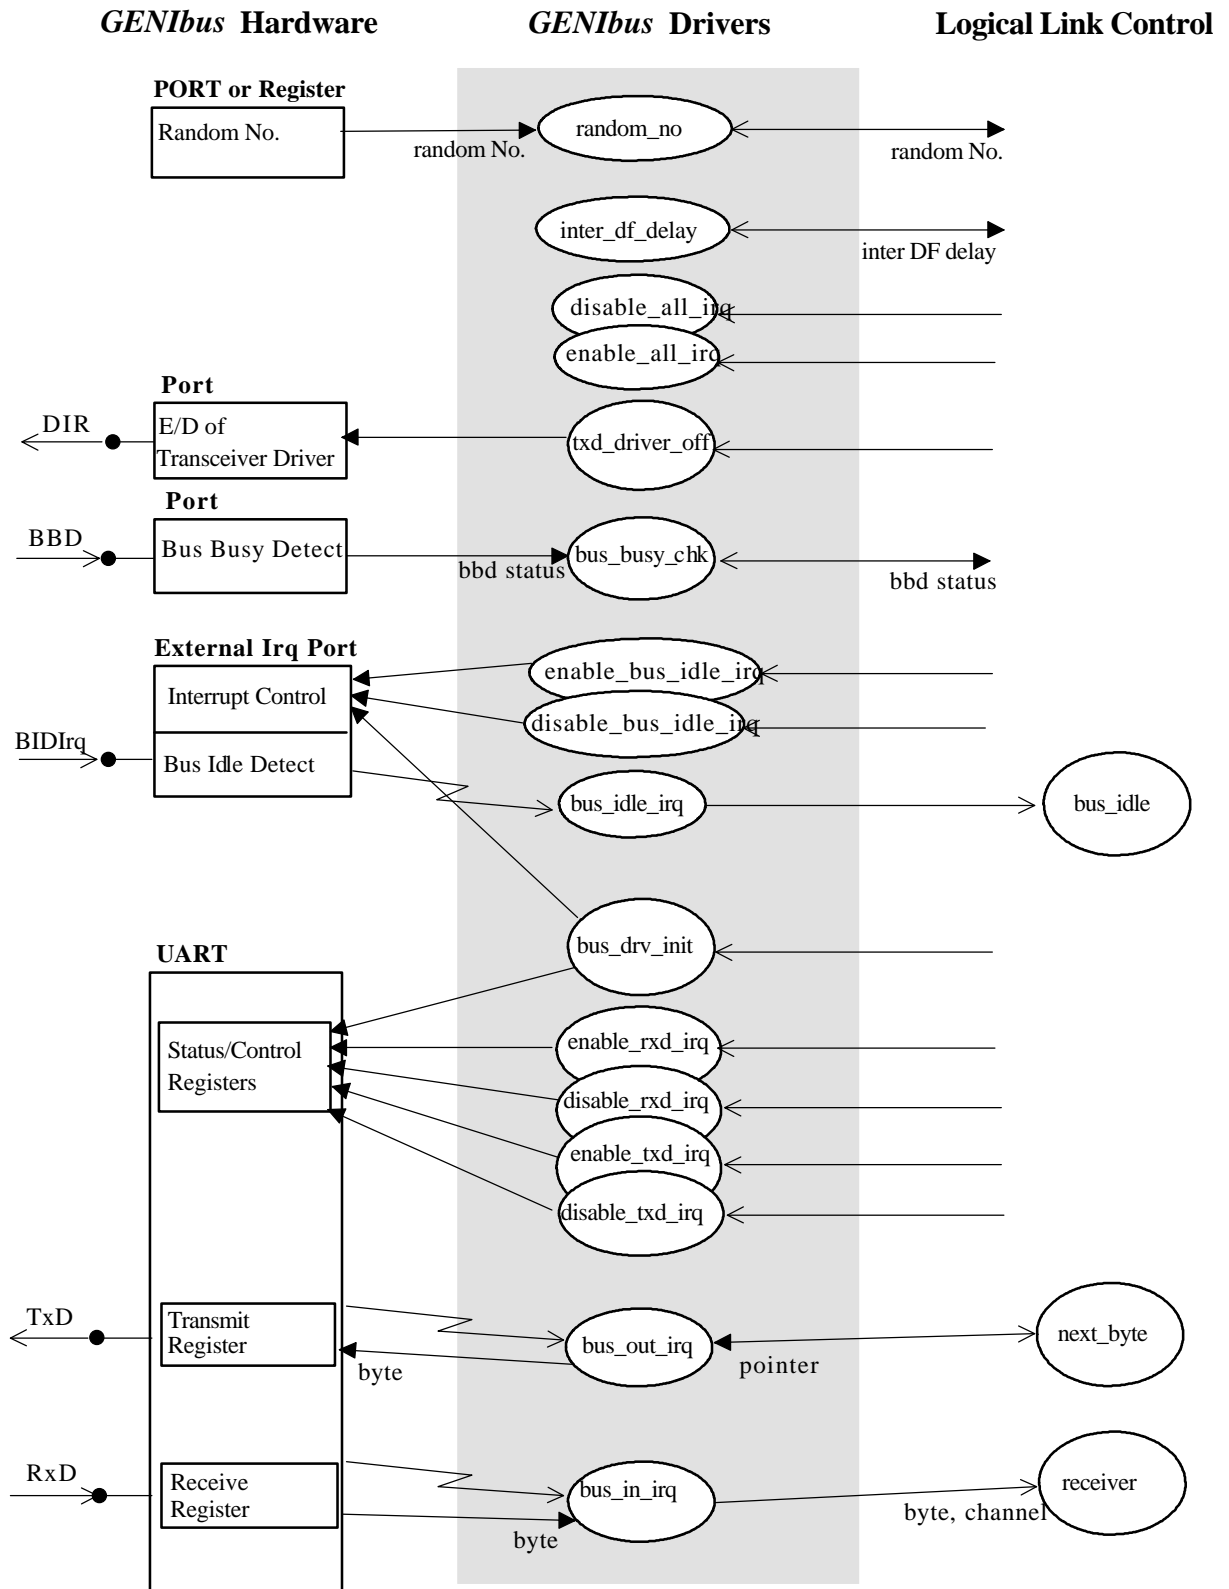 GENIbus Hardware
GENIbus Drivers
Logical Link Control
PORT or Register
Random No.
random No.
random_no
random No.
inter_df_delay
inter DF delay
disable_all_irq
enable_all_irq
Port
DIR
E/D of
Transceiver Driver
txd_driver_off
Port
BBD
Bus Busy Detect
bbd status
bus_busy_chk
bbd status
External Irq Port
Interrupt Control
enable_bus_idle_irq
disable_bus_idle_irq
BIDIrq
Bus Idle Detect
bus_idle_irq
bus_idle
bus_drv_init
UART
Status/Control
Registers
enable_rxd_irq
disable_rxd_irq
enable_txd_irq
disable_txd_irq
TxD
Transmit
Register
byte
bus_out_irq
pointer
next_byte
RxD
Receive
Register
byte
bus_in_irq
byte, channel
receiver